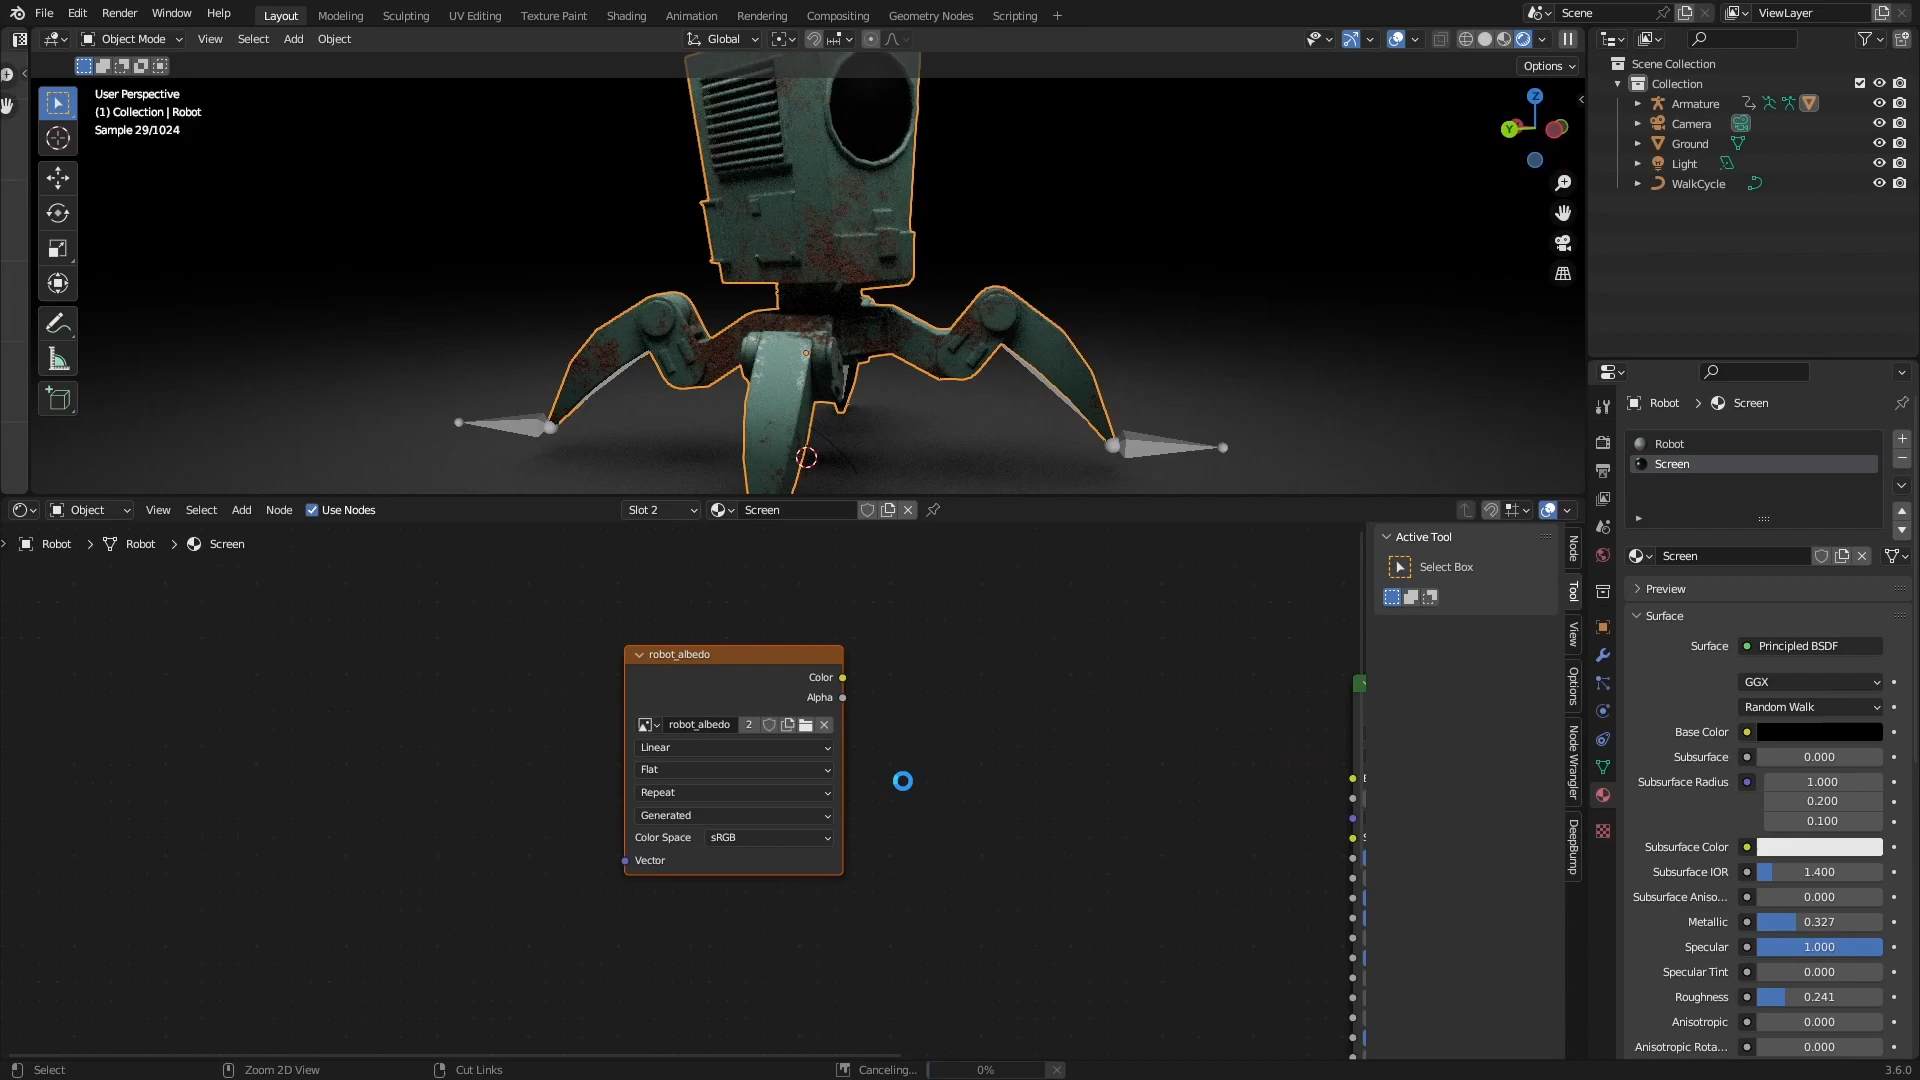 File Edit Render Window Help Layout Modeling Sculpting UV Editing Texture Paint Shading Animation Rendering Compositing Geometry Nodes Scripting + Scene ViewLayer
Object Mode View Select Add Object Global
Options
User Perspective
(1) Collection | Robot
Sample 29/1024
Z
Y
Scene Collection
Collection
Armature
Camera
Ground
Light
WalkCycle
Robot > Screen
Robot
Screen
Screen
Preview
Surface
Surface Principled BSDF
GGX
Random Walk
Base Color
Subsurface 0.000
Subsurface Radius 1.000
0.200
0.100
Subsurface Color
Subsurface IOR 1.400
Subsurface Aniso... 0.000
Metallic 0.327
Specular 1.000
Specular Tint 0.000
Roughness 0.241
Anisotropic 0.000
Anisotropic Rota... 0.000
Object View Select Add Node Use Nodes Slot 2 Screen
Robot > Robot > Screen
Active Tool
Select Box
Node
Tool
View
Options
Node Wrangler
DeepBump
robot_albedo
Color
Alpha
robot_albedo 2
Linear
Flat
Repeat
Generated
Color Space sRGB
Vector
Select Zoom 2D View Cut Links Canceling... 0% 3.6.0